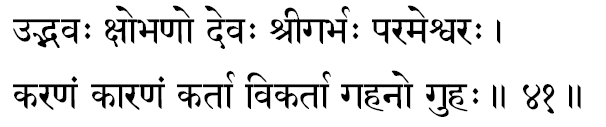 उद्भवः क्षोभणो देवः श्रीगर्भः परमेश्वरः ।
करणं कारणं कर्ता विकर्ता गहनो गुहः ॥ ४१ ॥